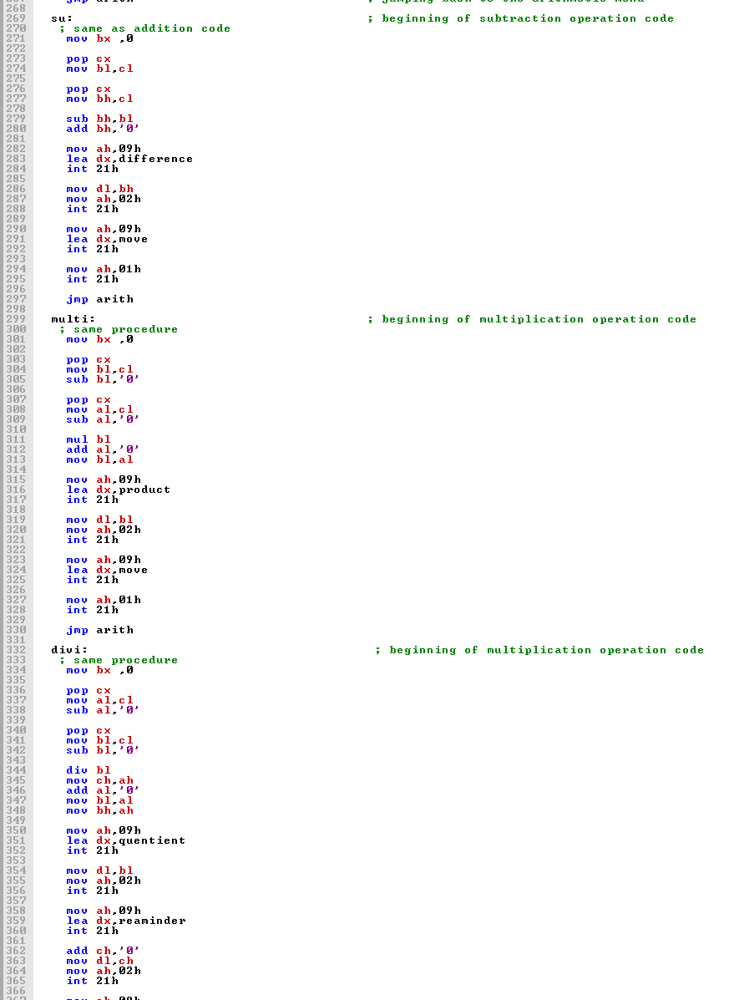 268
269 su: ; beginning of subtraction operation code
270 ; same as addition code
271 mov bx ,0
272
273 pop cx
274 mov bl,cl
275
276 pop cx
277 mov bh,cl
278
279 sub bh,bl
280 add bh,'0'
281
282 mov ah,09h
283 lea dx,difference
284 int 21h
285
286 mov dl,bh
287 mov ah,02h
288 int 21h
289
290 mov ah,09h
291 lea dx,move
292 int 21h
293
294 mov ah,01h
295 int 21h
296
297 jmp arith
298
299 multi: ; beginning of multiplication operation code
300 ; same procedure
301 mov bx ,0
302
303 pop cx
304 mov bl,cl
305 sub bl,'0'
306
307 pop cx
308 mov al,cl
309 sub al,'0'
310
311 mul bl
312 add al,'0'
313 mov bl,al
314
315 mov ah,09h
316 lea dx,product
317 int 21h
318
319 mov dl,bl
320 mov ah,02h
321 int 21h
322
323 mov ah,09h
324 lea dx,move
325 int 21h
326
327 mov ah,01h
328 int 21h
329
330 jmp arith
331
332 divi: ; beginning of multiplication operation code
333 ; same procedure
334 mov bx ,0
335
336 pop cx
337 mov al,cl
338 sub al,'0'
339
340 pop cx
341 mov bl,cl
342 sub bl,'0'
343
344 div bl
345 mov ch,ah
346 add al,'0'
347 mov bl,al
348 mov bh,ah
349
350 mov ah,09h
351 lea dx,quentient
352 int 21h
353
354 mov dl,bl
355 mov ah,02h
356 int 21h
357
358 mov ah,09h
359 lea dx,reaminder
360 int 21h
361
362 add ch,'0'
363 mov dl,ch
364 mov ah,02h
365 int 21h
366